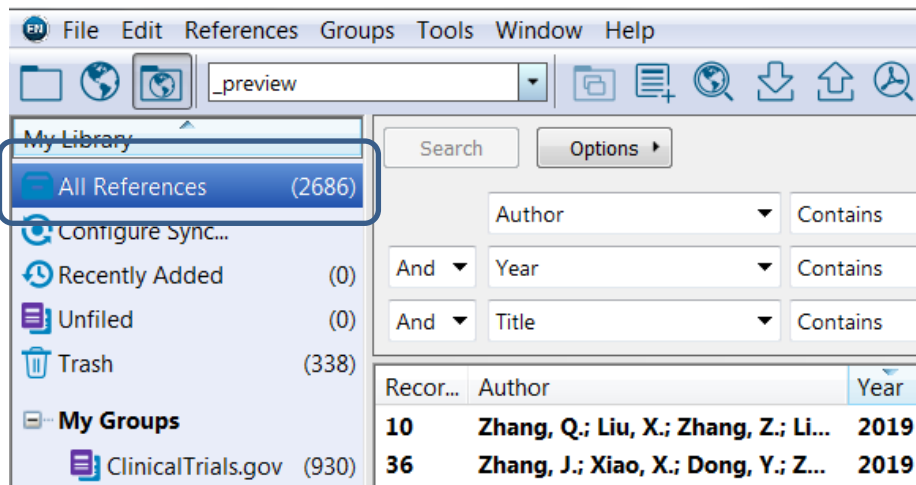 EN File Edit References Groups Tools Window Help
_preview
My Library
All References (2686)
Configure Sync...
Recently Added (0)
Unfiled (0)
Trash (338)
My Groups
ClinicalTrials.gov (930)
Search Options
Author Contains
And Year Contains
And Title Contains
Recor... Author Year
10 Zhang, Q.; Liu, X.; Zhang, Z.; Li... 2019
36 Zhang, J.; Xiao, X.; Dong, Y.; Z... 2019